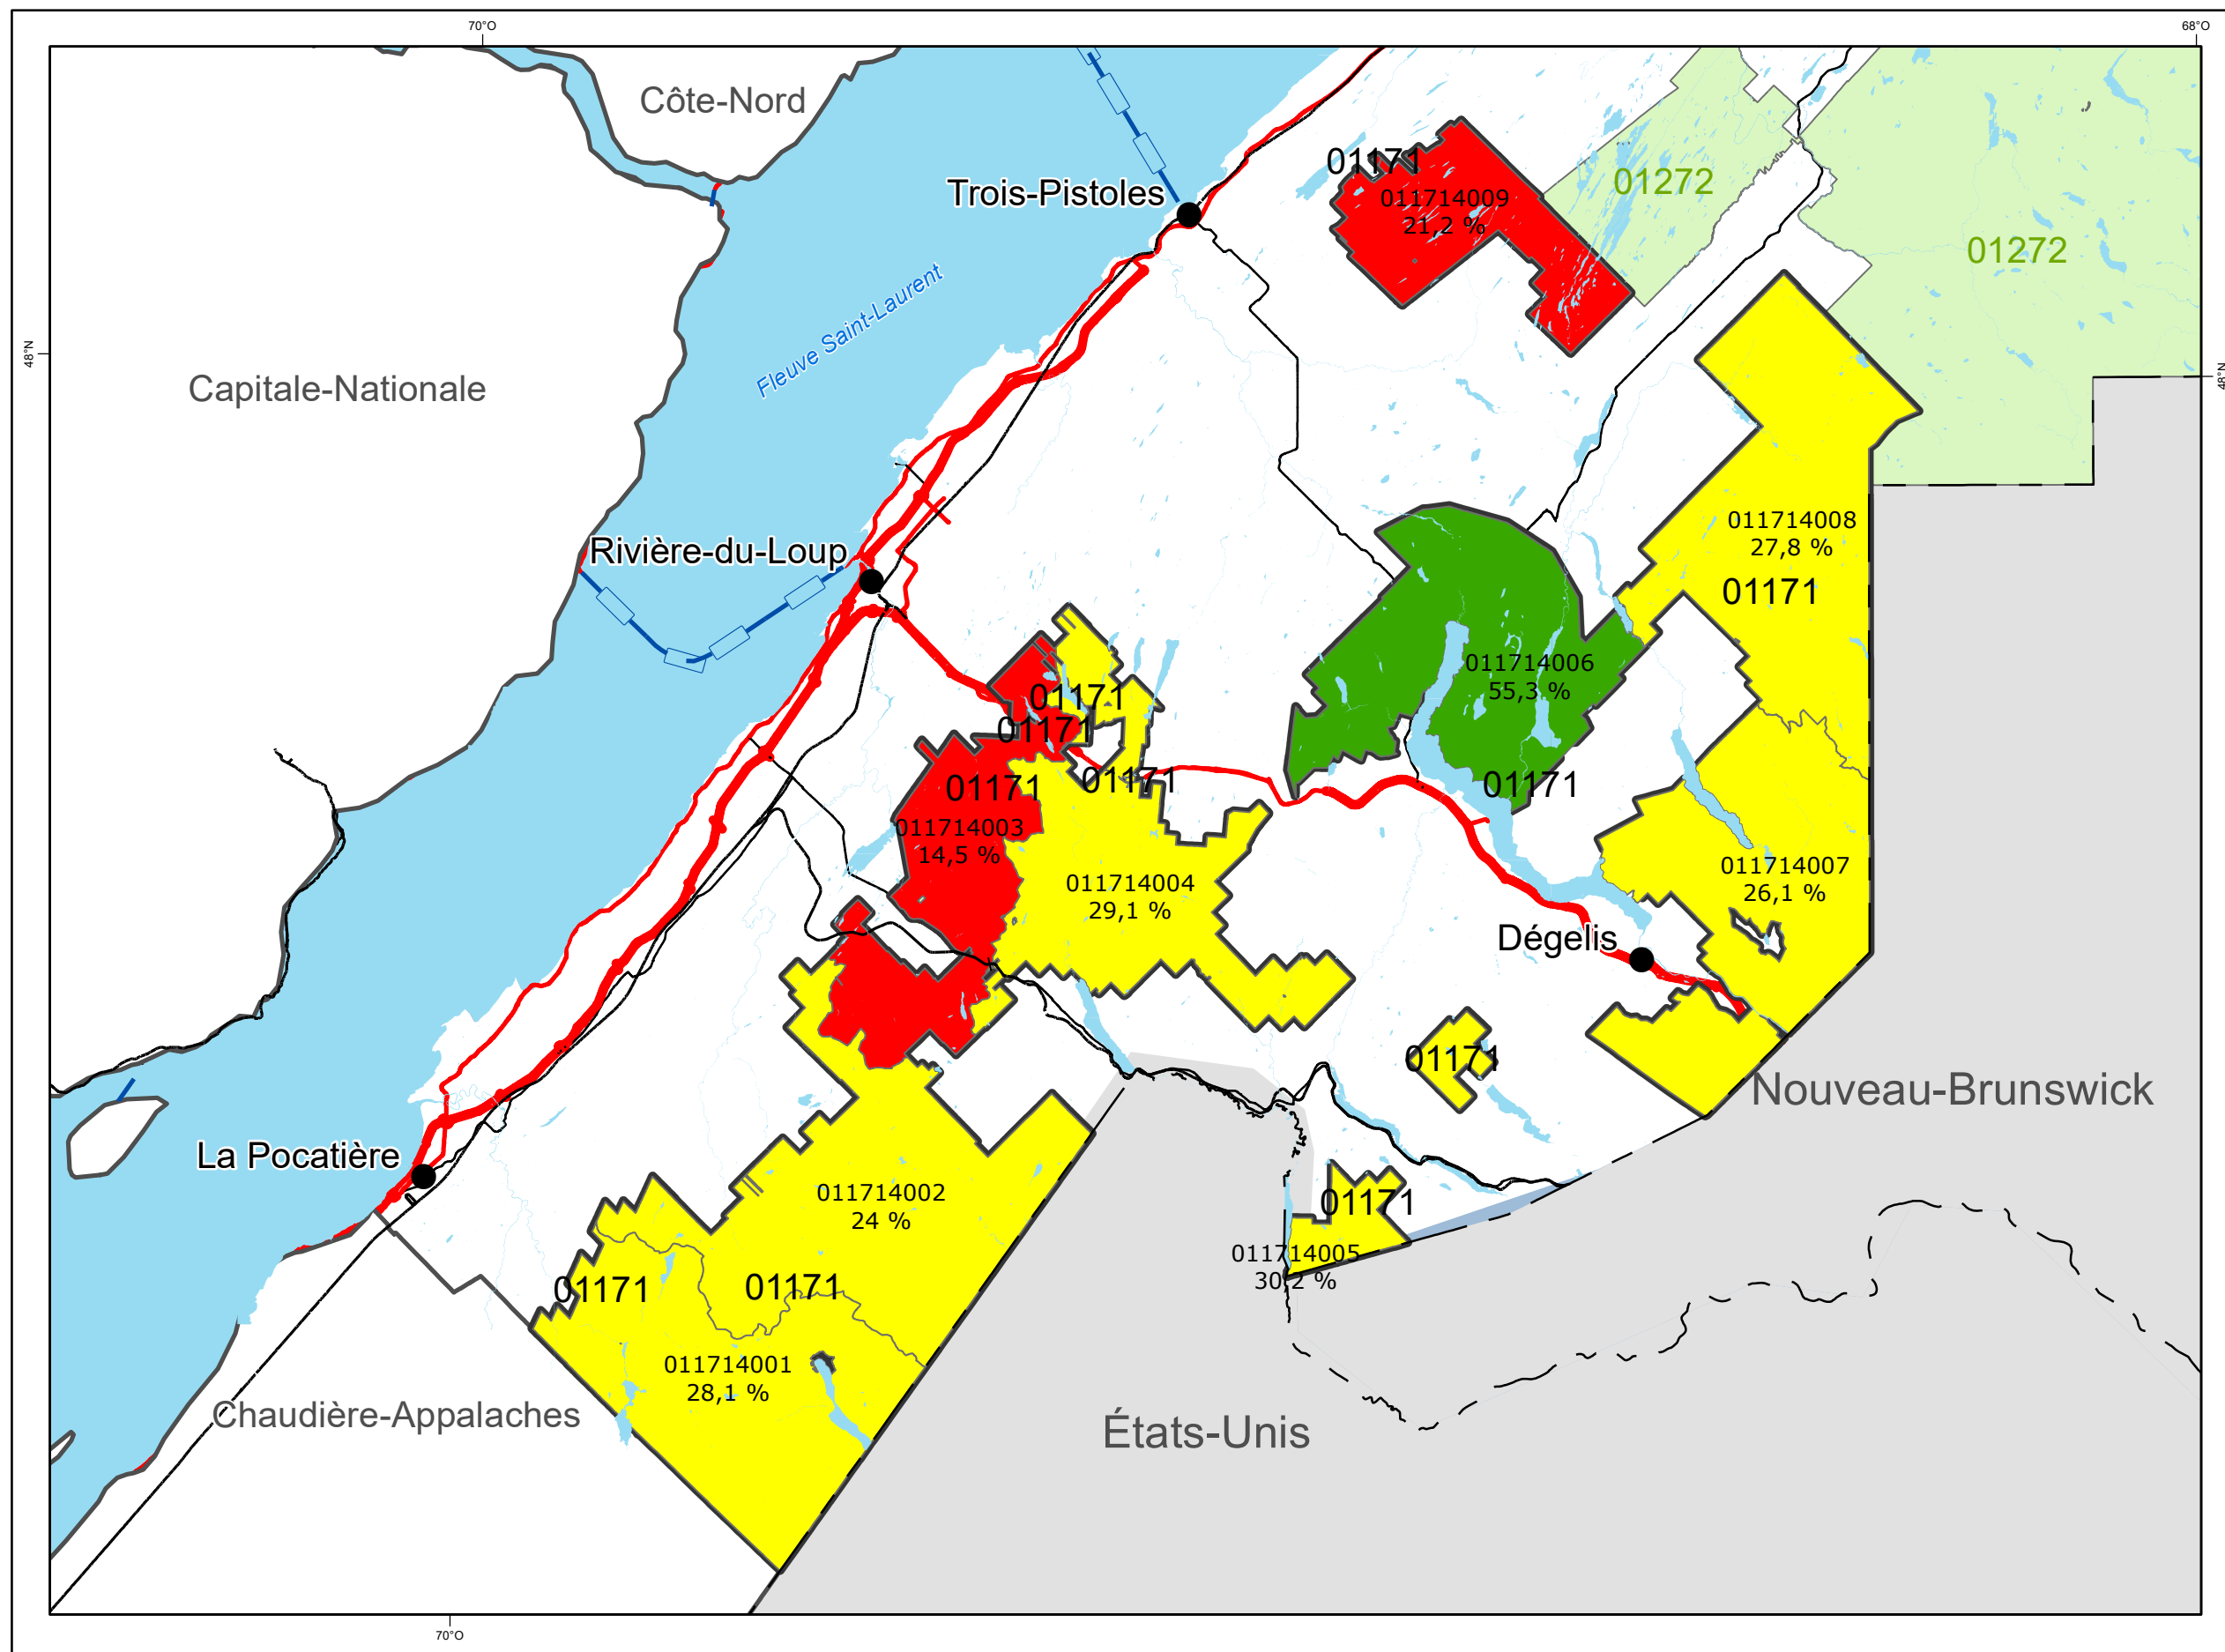 70°O
68°O
Côte-Nord
01171
Trois-Pistoles
01272
011714009
21,2 %
01272
Fleuve Saint-Laurent
48°N
48°N
Capitale-Nationale
011714008
27,8 %
Rivière-du-Loup
01171
011714006
55,3 %
01171
01171
01171
01171
01171
011714003
14,5 %
011714004
29,1 %
011714007
26,1 %
Dégelis
01171
Nouveau-Brunswick
La Pocatière
011714002
24 %
01171
011714005
30,2 %
01171
01171
011714001
28,1 %
Chaudière-Appalaches
États-Unis
70°O